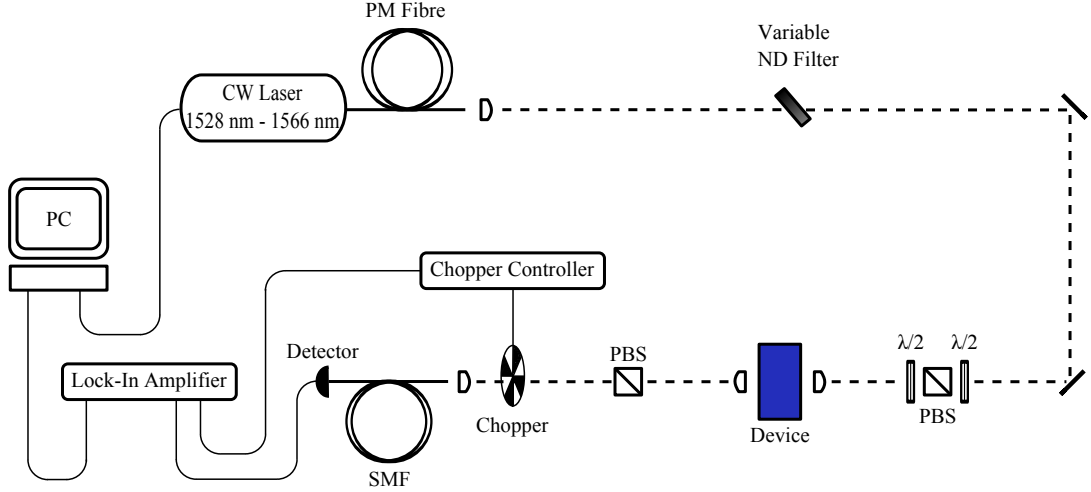 PM Fibre
Variable
ND Filter
CW Laser
1528 nm - 1566 nm
PC
Chopper Controller
Detector
PBS
λ/2 λ/2
Lock-In Amplifier
Chopper
Device
PBS
SMF